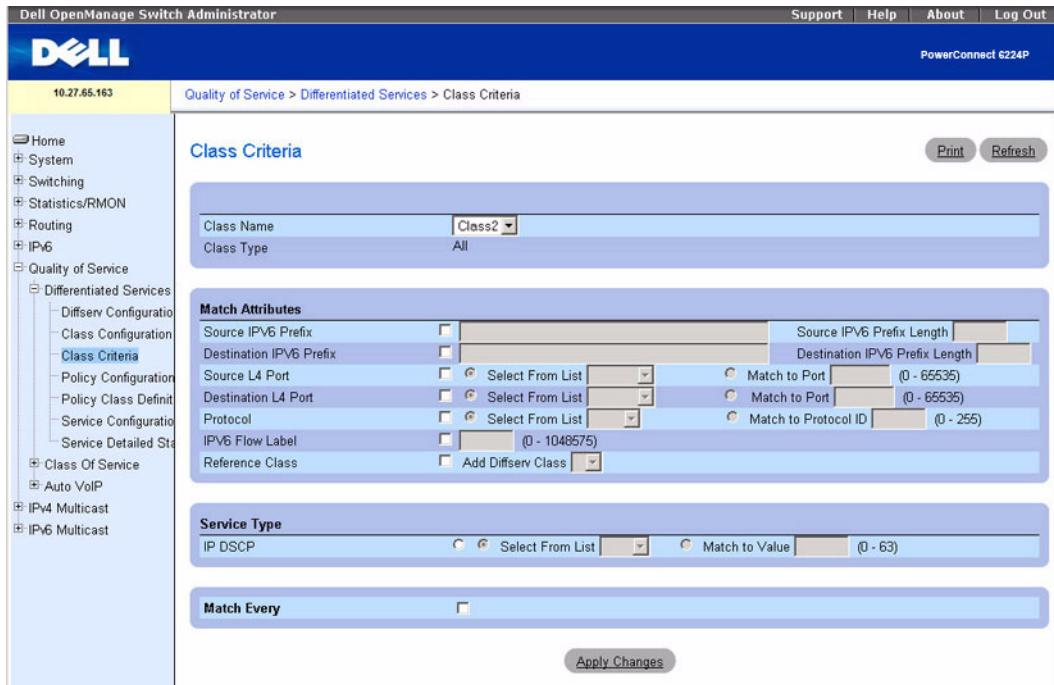 Dell OpenManage Switch Administrator Support Help About Log Out
DELL
PowerConnect 6224P
10.27.65.163
Quality of Service > Differentiated Services > Class Criteria
Home
System
Switching
Statistics/RMON
Routing
IPv6
Quality of Service
Differentiated Services
Diffserv Configuratio
Class Configuration
Class Criteria
Policy Configuration
Policy Class Definit
Service Configuratio
Service Detailed Sta
Class Of Service
Auto VoIP
IPv4 Multicast
IPv6 Multicast
Class Criteria Print Refresh
Class Name Class2
Class Type All
Match Attributes
Source IPV6 Prefix Source IPV6 Prefix Length
Destination IPV6 Prefix Destination IPV6 Prefix Length
Source L4 Port Select From List Match to Port (0 - 65535)
Destination L4 Port Select From List Match to Port (0 - 65535)
Protocol Select From List Match to Protocol ID (0 - 255)
IPV6 Flow Label (0 - 1048575)
Reference Class Add Diffserv Class
Service Type
IP DSCP Select From List Match to Value (0 - 63)
Match Every
Apply Changes